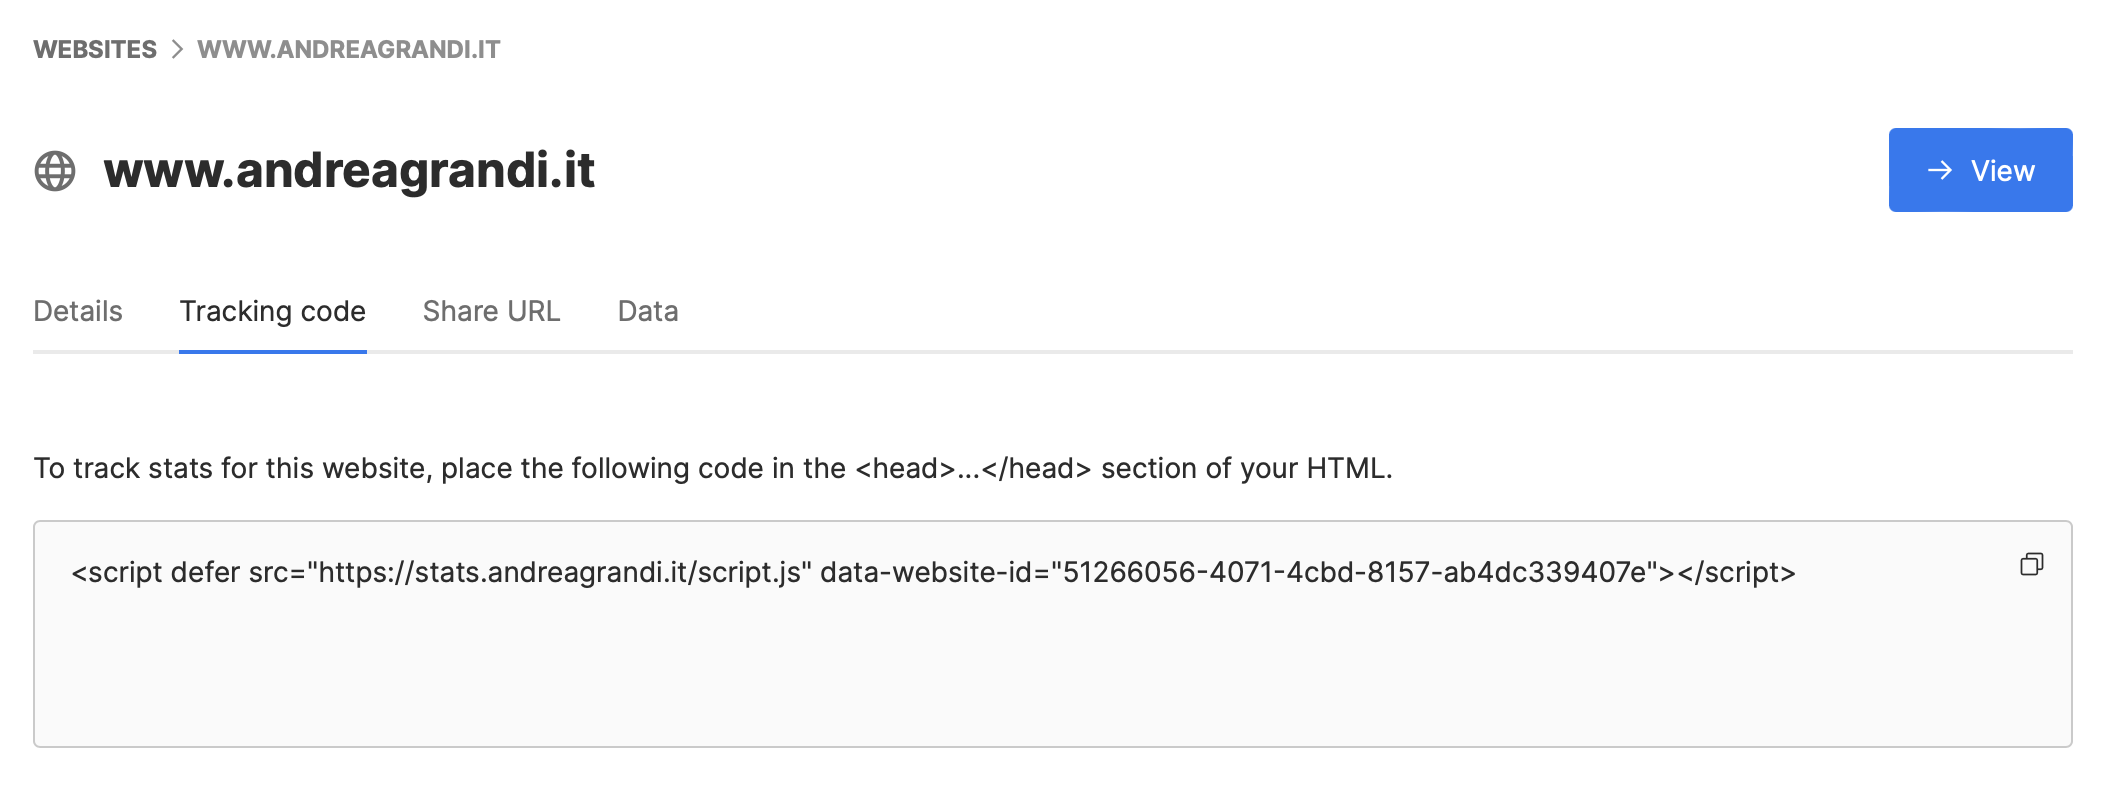 WEBSITES > WWW.ANDREAGRANDI.IT
www.andreagrandi.it
→ View
Details Tracking code Share URL Data
To track stats for this website, place the following code in the <head>...</head> section of your HTML.
<script defer src="https://stats.andreagrandi.it/script.js" data-website-id="51266056-4071-4cbd-8157-ab4dc339407e"></script>